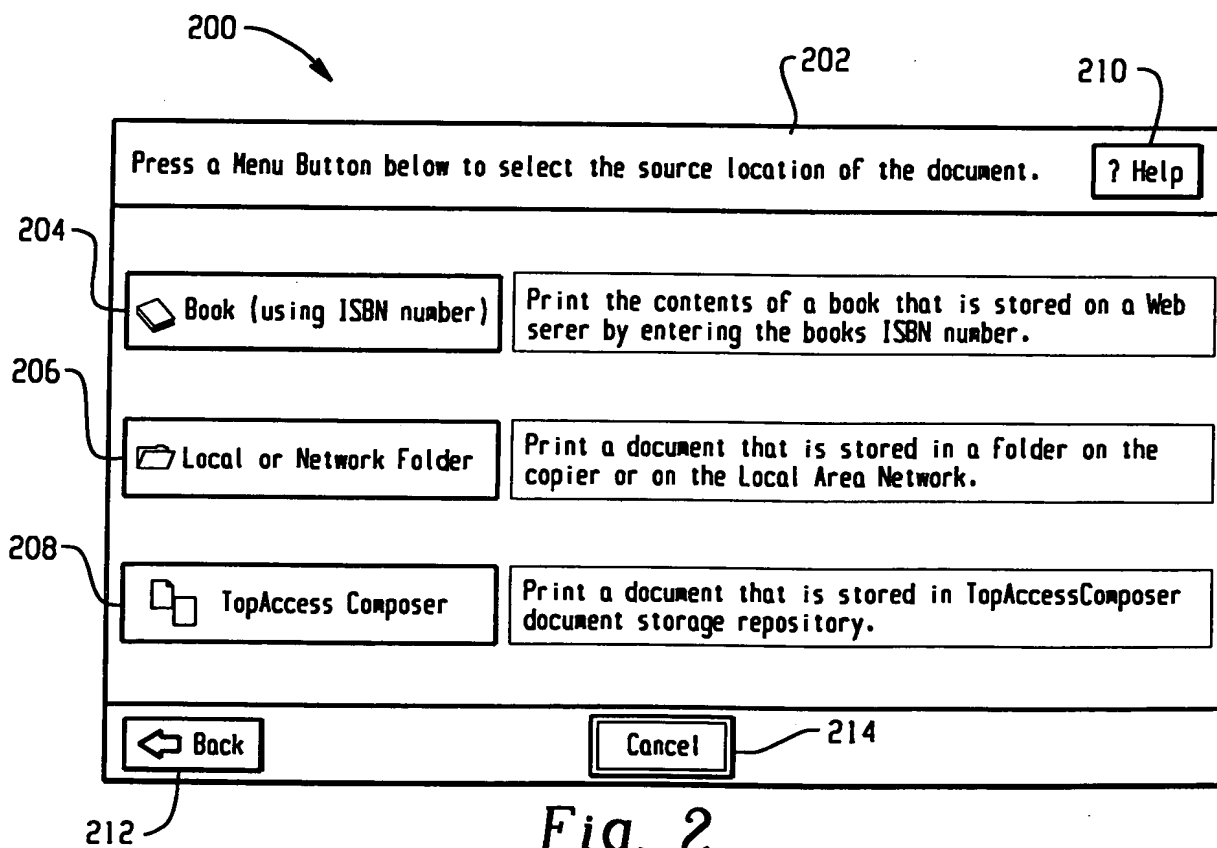 200
202
210
Press a Menu Button below to select the source location of the document.
? Help
204
Book (using ISBN number)
Print the contents of a book that is stored on a Web
serer by entering the books ISBN number.
206
Local or Network Folder
Print a document that is stored in a folder on the
copier or on the Local Area Network.
208
TopAccess Composer
Print a document that is stored in TopAccessComposer
document storage repository.
Back
Cancel
214
212
Fig. 2